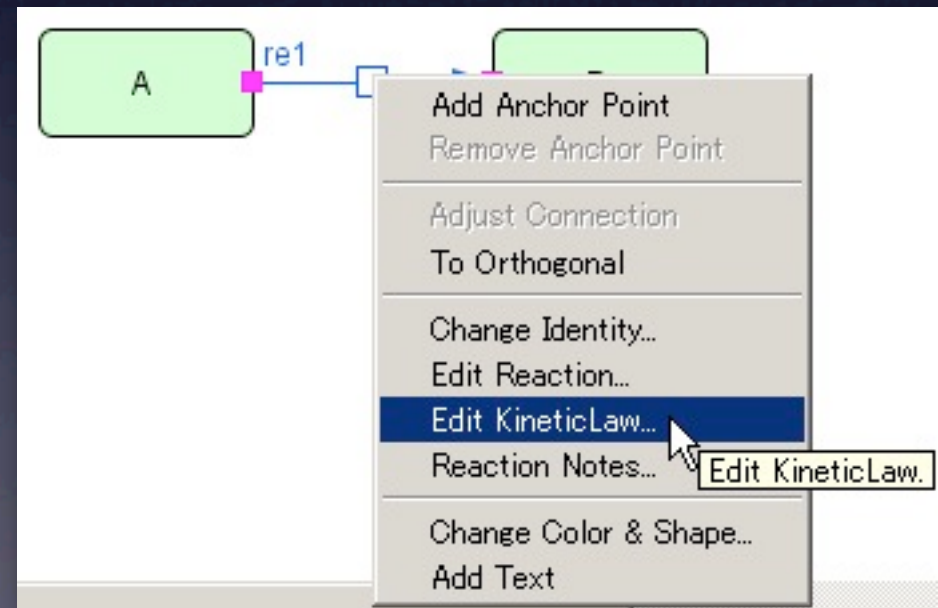 A
re1
Add Anchor Point
Remove Anchor Point
Adjust Connection
To Orthogonal
Change Identity...
Edit Reaction...
Edit KineticLaw...
Reaction Notes...
Edit KineticLaw.
Change Color & Shape...
Add Text